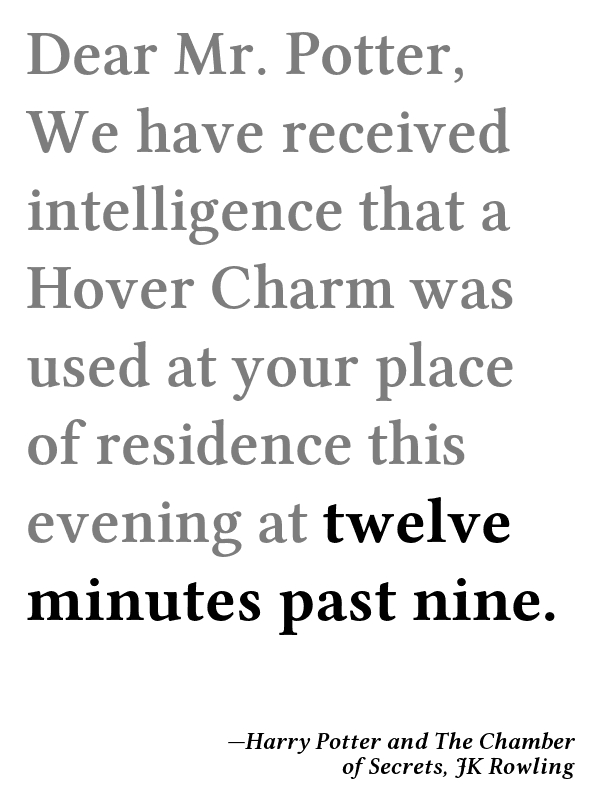 Dear Mr. Potter,
We have received
intelligence that a
Hover Charm was
used at your place
of residence this
evening at twelve
minutes past nine.
—Harry Potter and The Chamber
of Secrets, JK Rowling